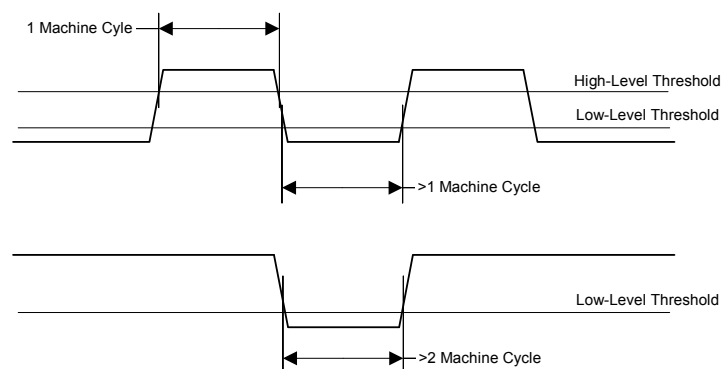 1 Machine Cyle
High-Level Threshold
Low-Level Threshold
>1 Machine Cycle
Low-Level Threshold
>2 Machine Cycle